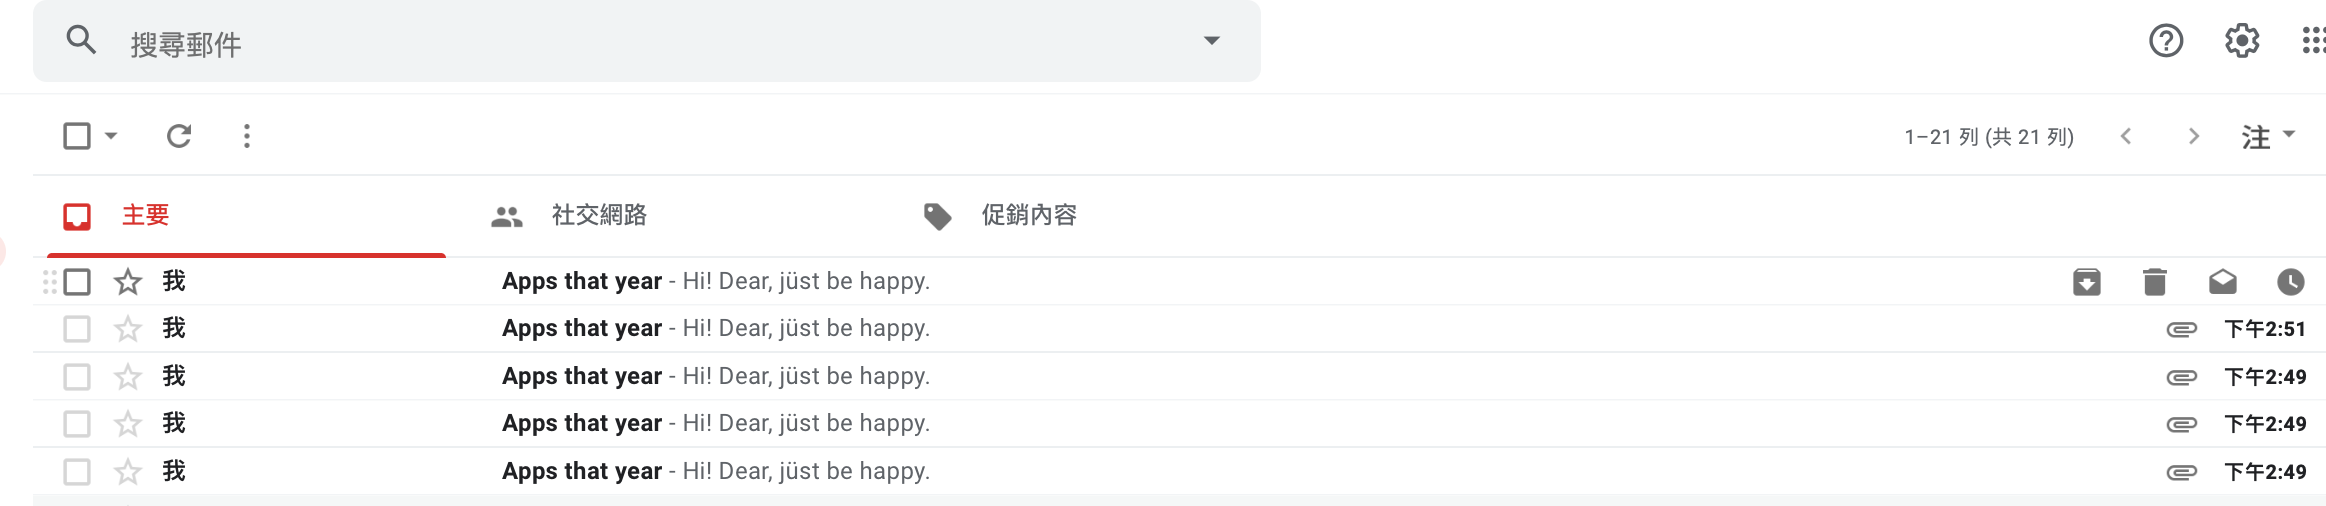 搜尋郵件
1–21 列 (共 21 列)
注
主要 社交網路 促銷內容
我 Apps that year - Hi! Dear, jüst be happy.
我 Apps that year - Hi! Dear, jüst be happy. 下午2:51
我 Apps that year - Hi! Dear, jüst be happy. 下午2:49
我 Apps that year - Hi! Dear, jüst be happy. 下午2:49
我 Apps that year - Hi! Dear, jüst be happy. 下午2:49